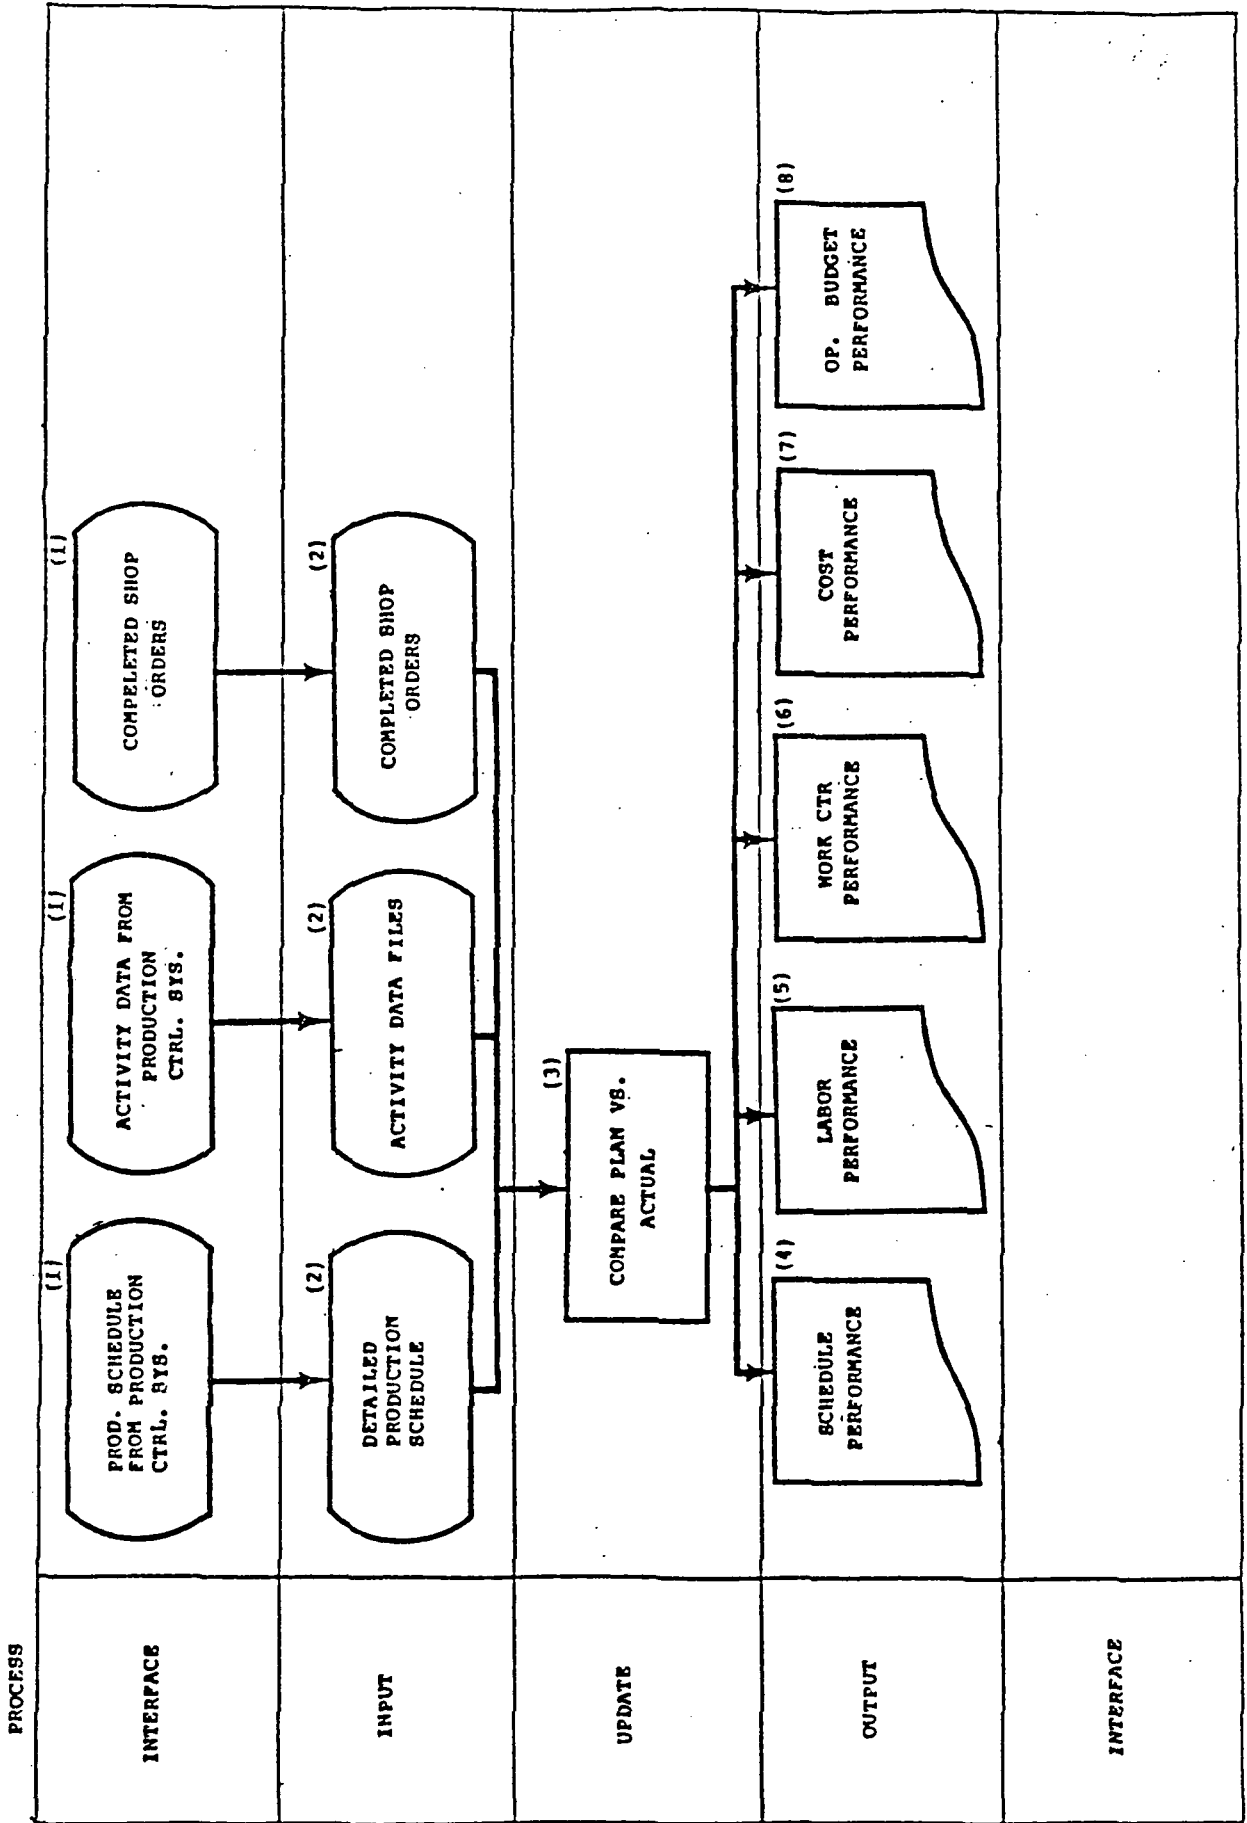 PROCESS
INTERFACE
(1)
PROD. SCHEDULE
FROM PRODUCTION
CTRL. SYS.
(1)
ACTIVITY DATA FROM
PRODUCTION
CTRL. SYS.
(1)
COMPLETED SHOP
ORDERS
INPUT
(2)
DETAILED
PRODUCTION
SCHEDULE
(2)
ACTIVITY DATA FILES
(2)
COMPLETED SHOP
ORDERS
UPDATE
(3)
COMPARE PLAN VS.
ACTUAL
OUTPUT
(4)
SCHEDULE
PERFORMANCE
(5)
LABOR
PERFORMANCE
(6)
WORK CTR
PERFORMANCE
(7)
COST
PERFORMANCE
(8)
OP. BUDGET
PERFORMANCE
INTERFACE